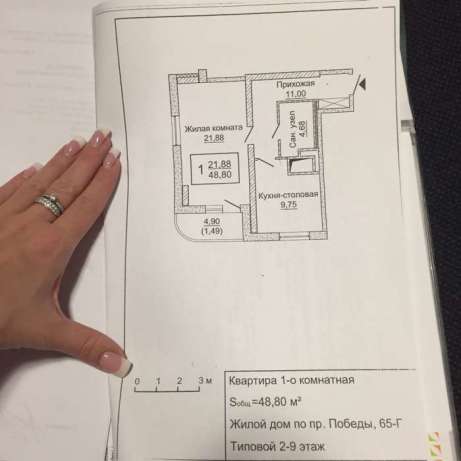 Прихожая
11,00
Жилая комната
21,88
Сан. узел
4.68
1 21.88
48,80
Кухня-столовая
9,75
4,90
(1,49)
0 1 2 3 м
Квартира 1-о комнатная
Sобщ.=48,80 м²
Жилой дом по пр. Победы, 65-Г
Типовой 2-9 этаж